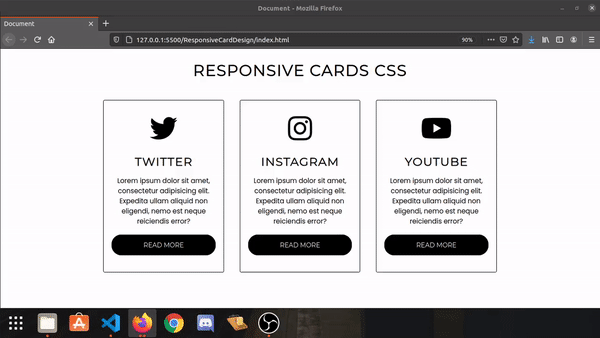 Document - Mozilla Firefox
Document
127.0.0.1:5500/ResponsiveCardDesign/index.html
90%
RESPONSIVE CARDS CSS
TWITTER
Lorem ipsum dolor sit amet,
consectetur adipisicing elit.
Expedita ullam aliquid non
eligendi, nemo est neque
reiciendis error?
READ MORE
INSTAGRAM
Lorem ipsum dolor sit amet,
consectetur adipisicing elit.
Expedita ullam aliquid non
eligendi, nemo est neque
reiciendis error?
READ MORE
YOUTUBE
Lorem ipsum dolor sit amet,
consectetur adipisicing elit.
Expedita ullam aliquid non
eligendi, nemo est neque
reiciendis error?
READ MORE